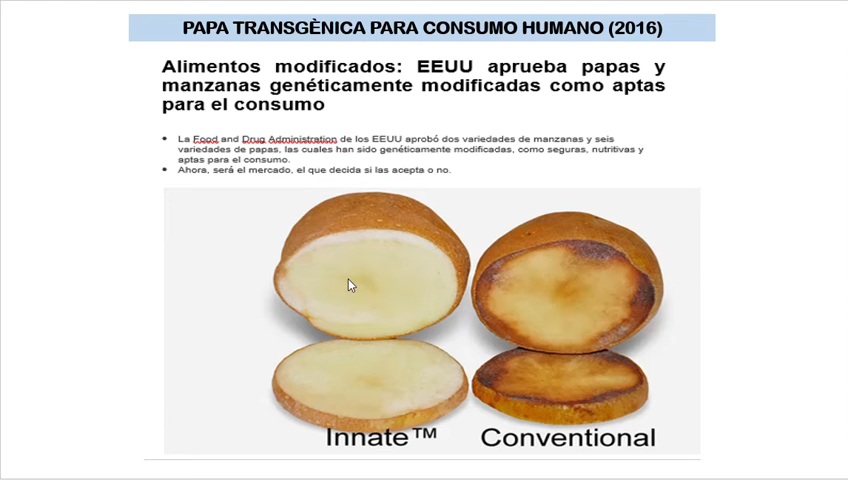 PAPA TRANSGÈNICA PARA CONSUMO HUMANO (2016)
Alimentos modificados: EEUU aprueba papas y
manzanas genéticamente modificadas como aptas
para el consumo
• La Food and Drug Administration de los EEUU aprobó dos variedades de manzanas y seis
variedades de papas, las cuales han sido genéticamente modificadas, como seguras, nutritivas y
aptas para el consumo.
• Ahora, será el mercado, el que decida si las acepta o no.
Innate™ Conventional